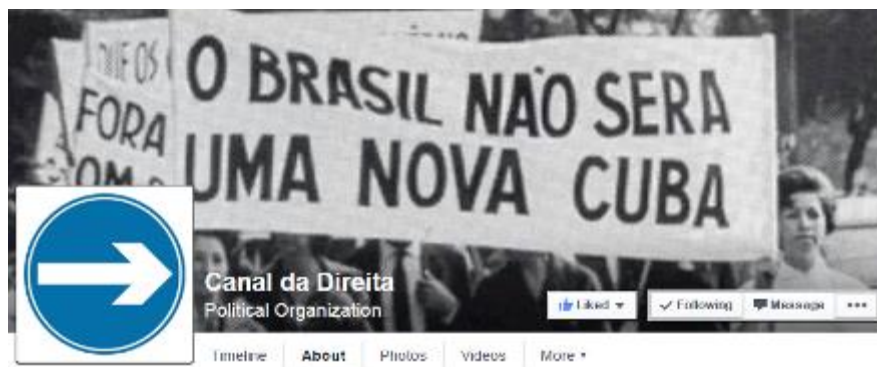 O BRASIL NÃO SERA
UMA NOVA CUBA
FORA
Canal da Direita
Political Organization
Liked
Following
Message
Timeline
About
Photos
Videos
More